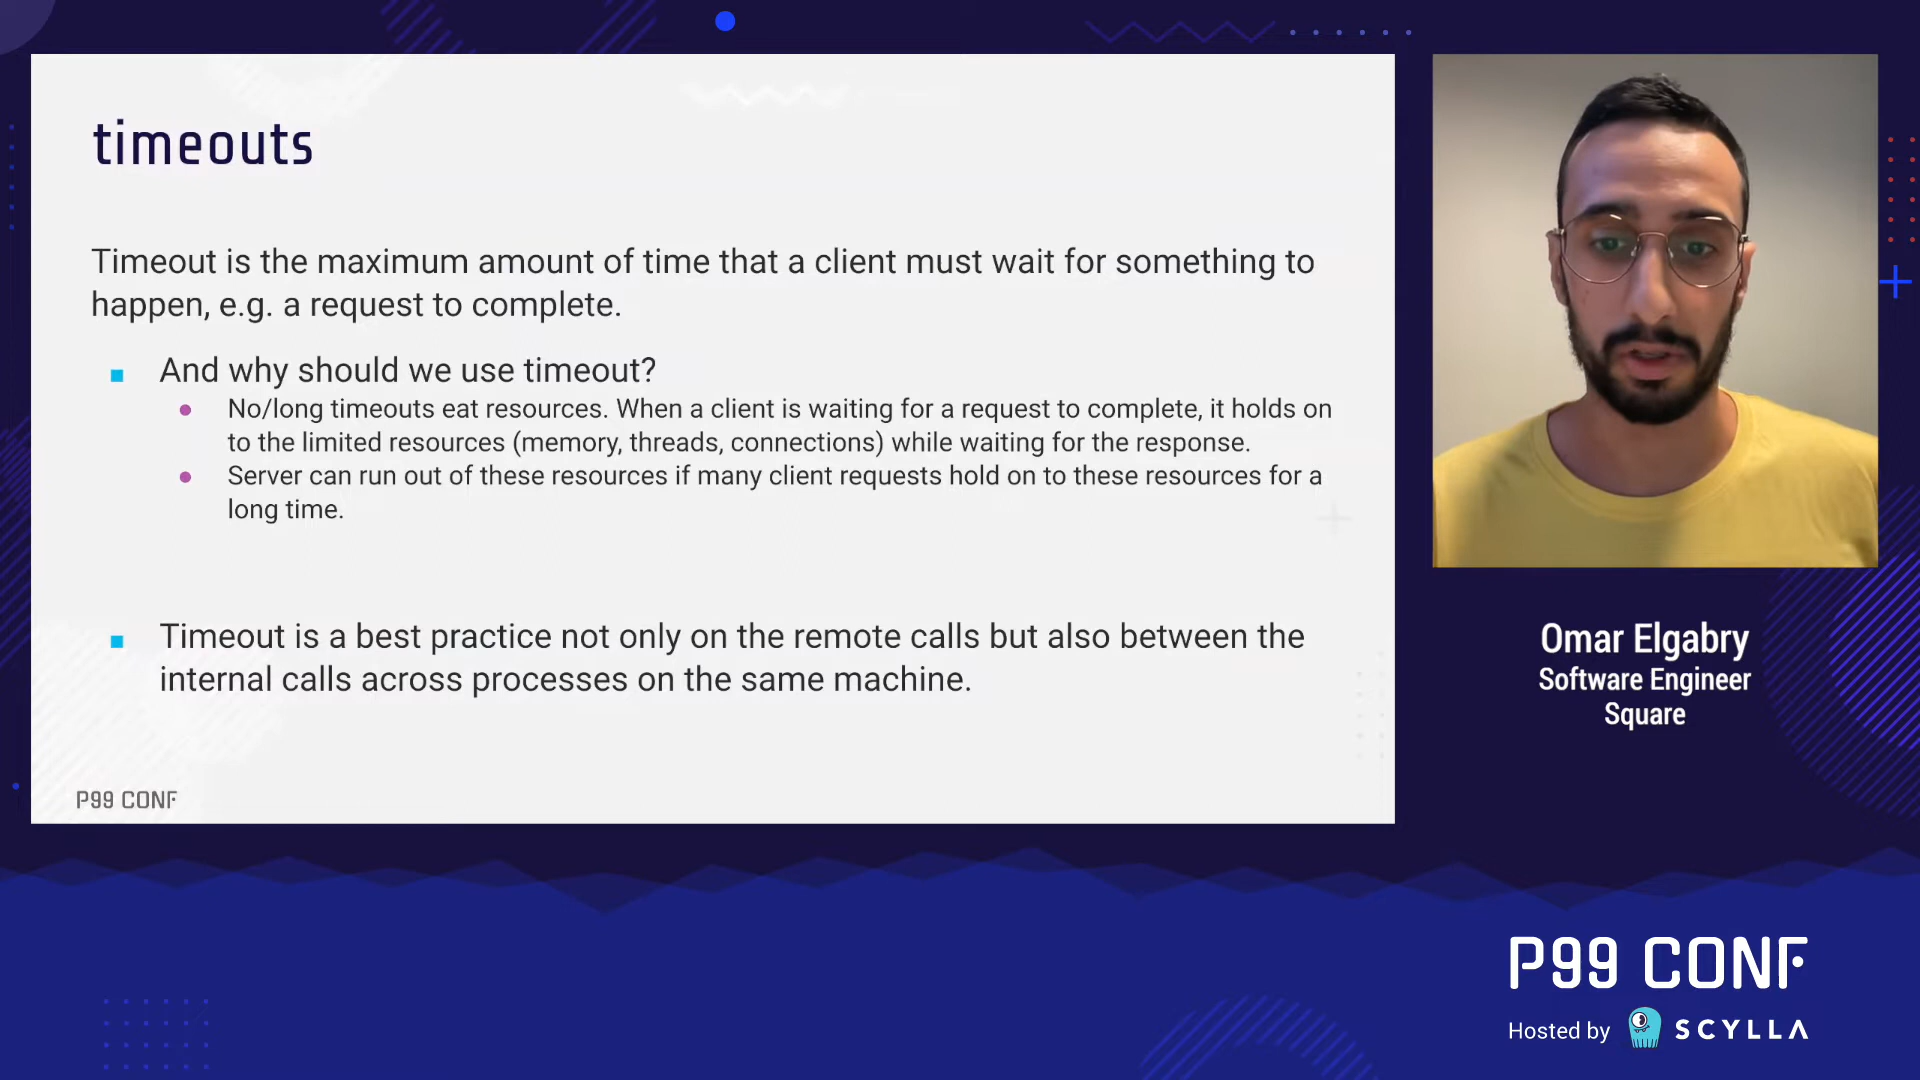 timeouts
Timeout is the maximum amount of time that a client must wait for something to
happen, e.g. a request to complete.
And why should we use timeout?
No/long timeouts eat resources. When a client is waiting for a request to complete, it holds on
to the limited resources (memory, threads, connections) while waiting for the response.
Server can run out of these resources if many client requests hold on to these resources for a
long time.
Timeout is a best practice not only on the remote calls but also between the
internal calls across processes on the same machine.
P99 CONF
Omar Elgabry
Software Engineer
Square
P99 CONF
Hosted by SCYLLA